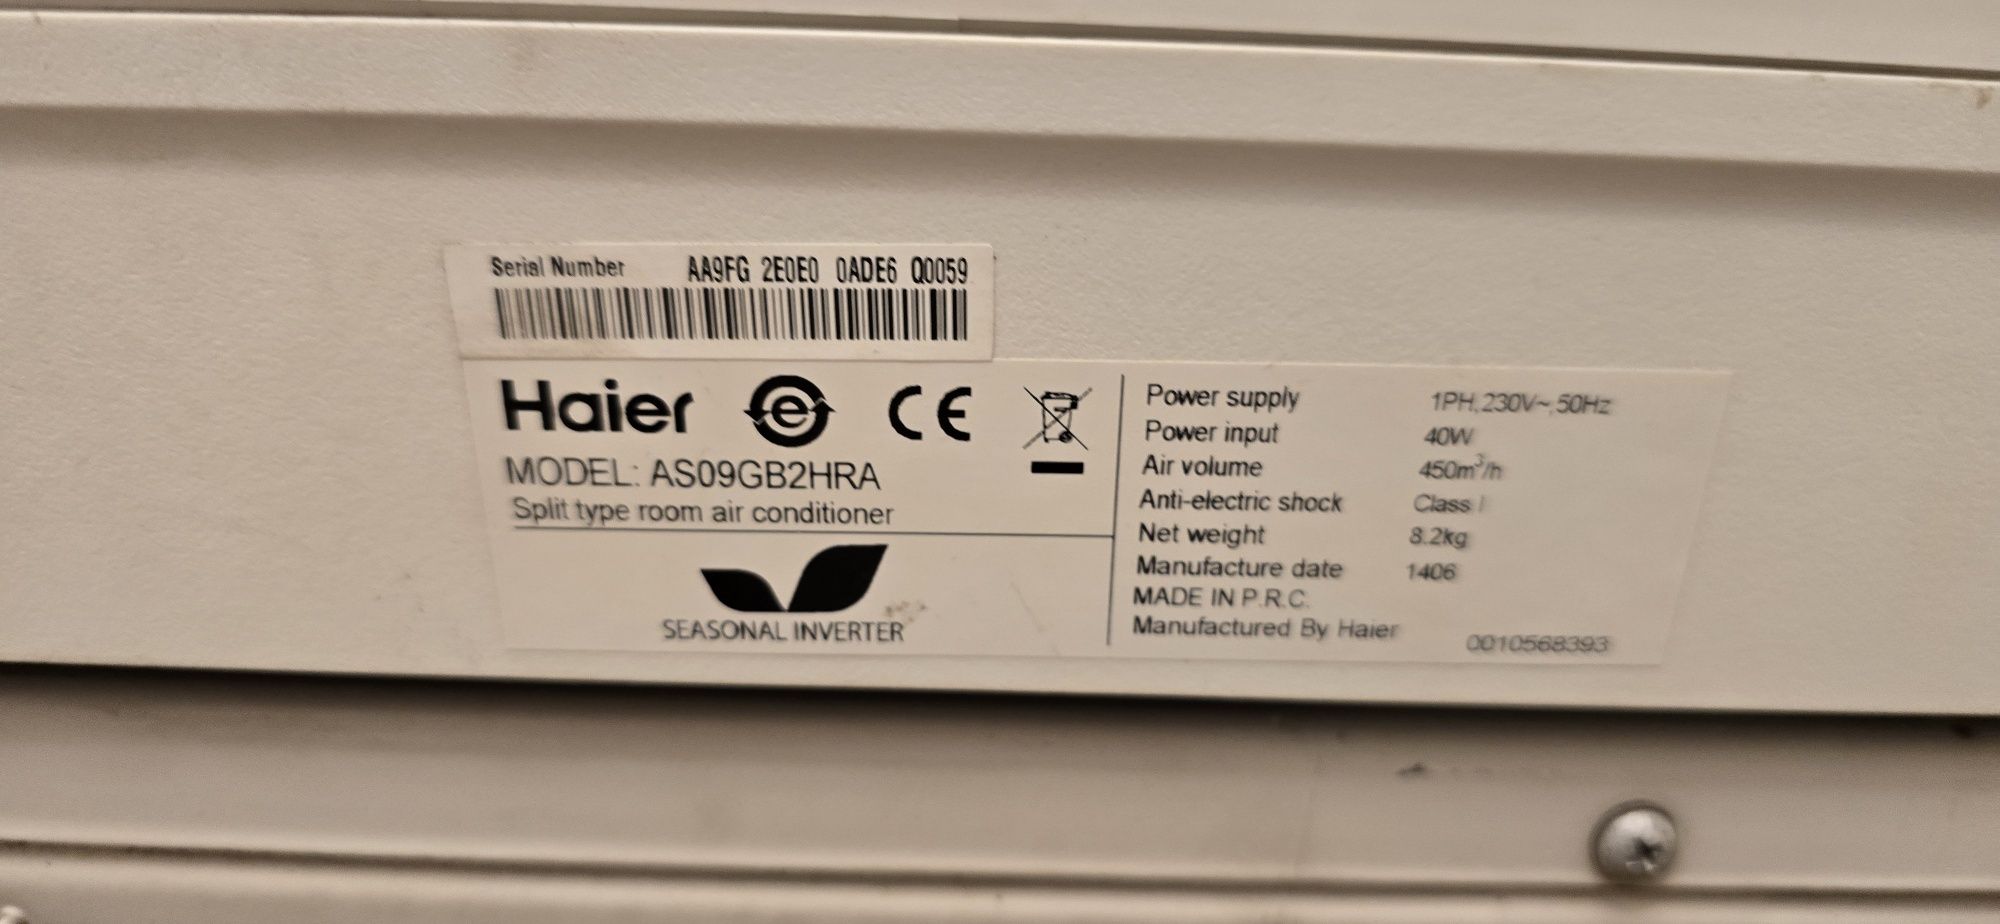 Serial Number AA9FG 2E0E0 0ADE6 Q0059
Haier e CE
MODEL: AS09GB2HRA
Split type room air conditioner
SEASONAL INVERTER
Power supply 1PH,230V~,50Hz
Power input 40W
Air volume 450m³/h
Anti-electric shock Class I
Net weight 8.2kg
Manufacture date 1406
MADE IN P.R.C.
Manufactured By Haier
0010568393